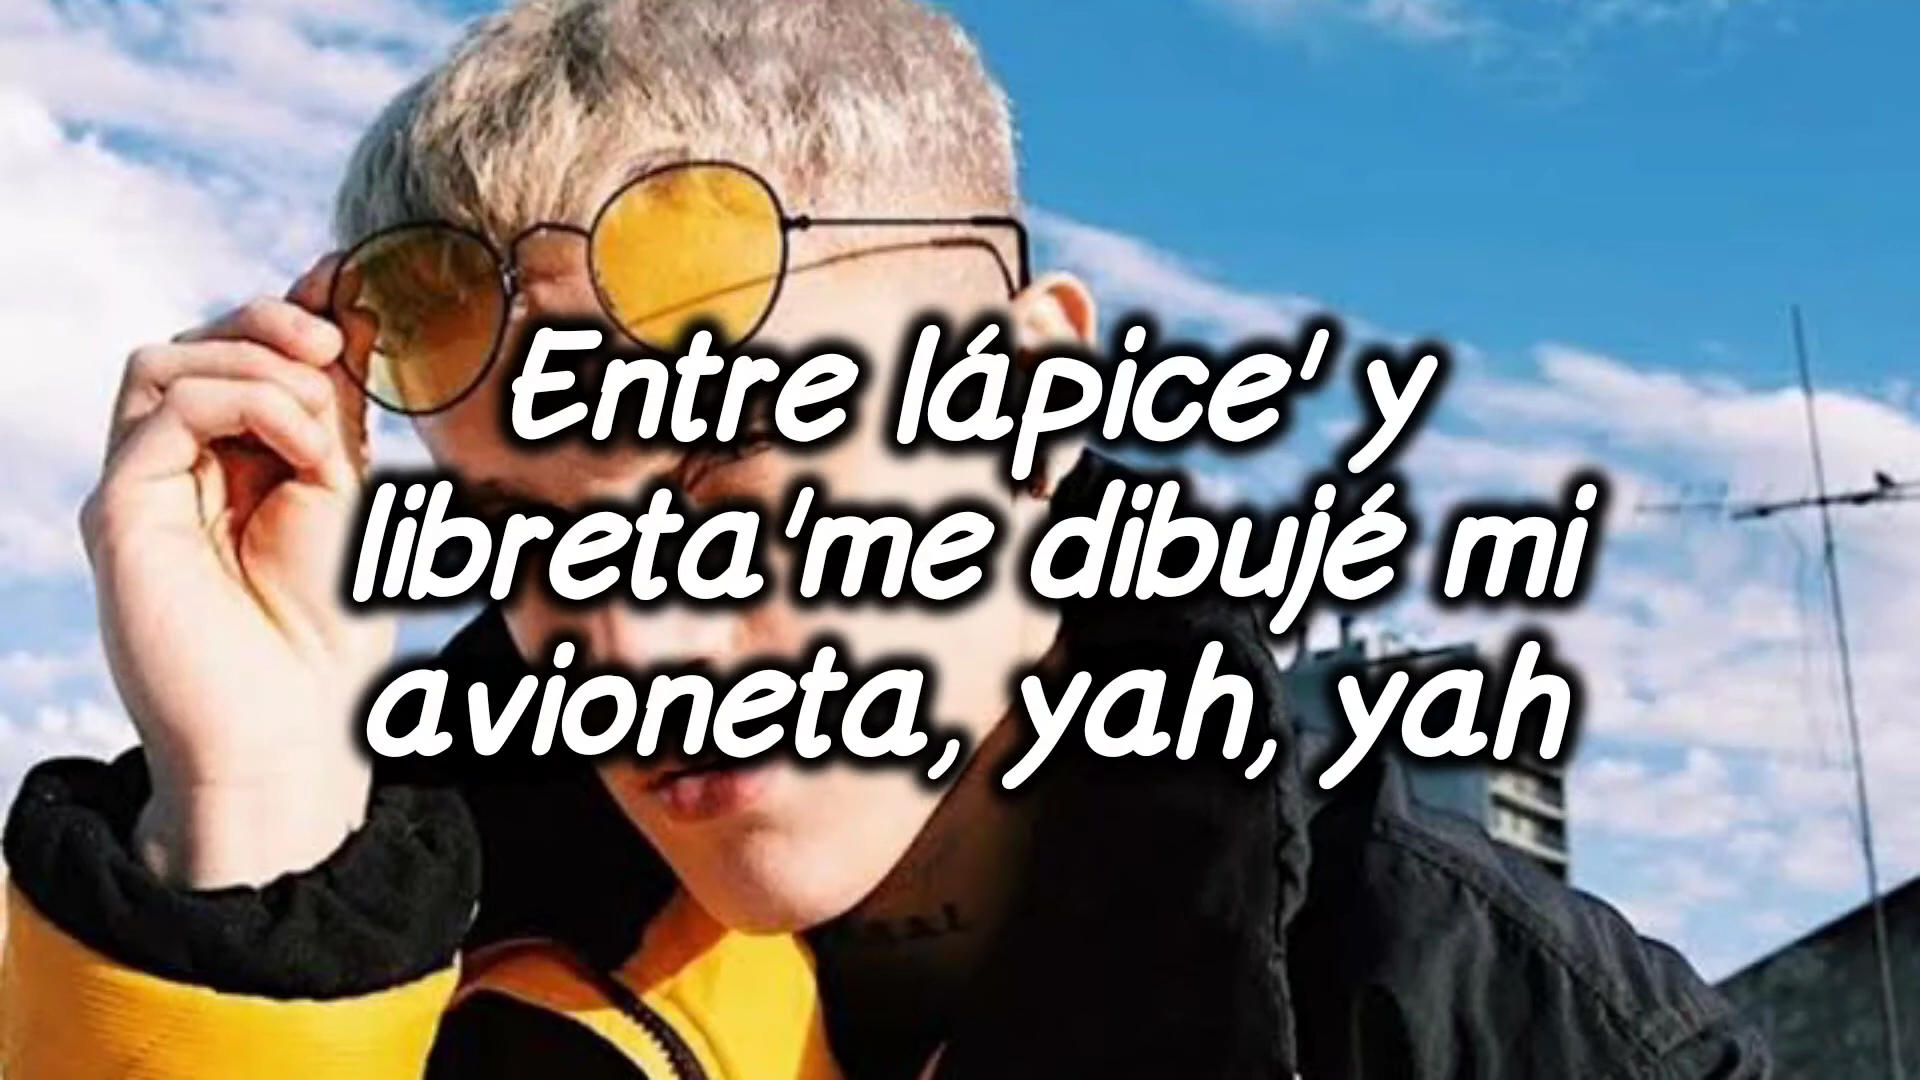 Entre lápice' y
libreta'me dibujé mi
avioneta, yah, yah